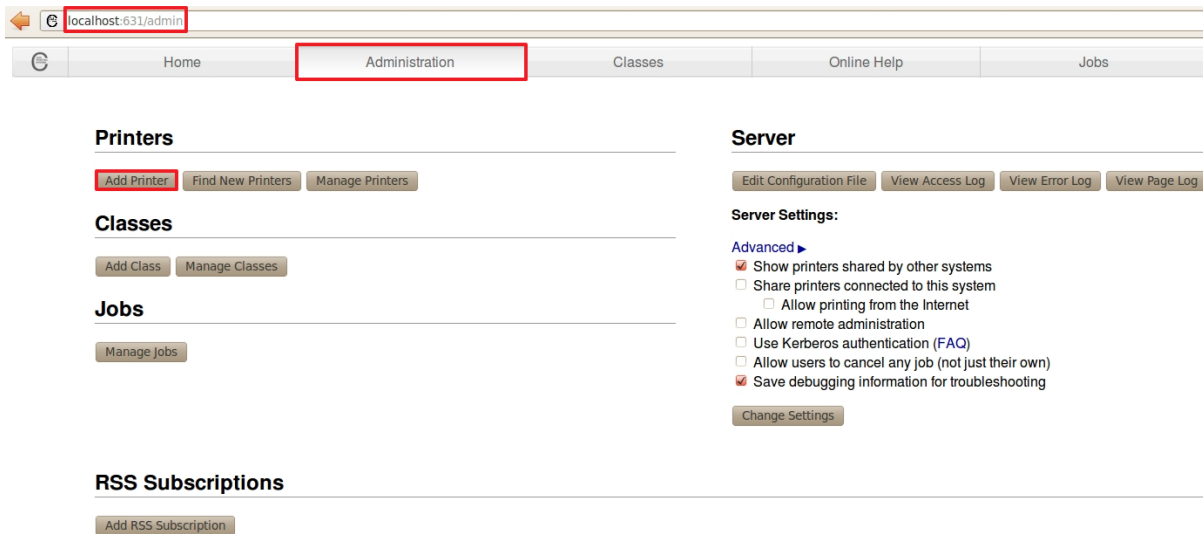 localhost:631/admin
Home Administration Classes Online Help Jobs
Printers
Add Printer Find New Printers Manage Printers
Classes
Add Class Manage Classes
Jobs
Manage Jobs
Server
Edit Configuration File View Access Log View Error Log View Page Log
Server Settings:
Advanced ▶
Show printers shared by other systems
Share printers connected to this system
Allow printing from the Internet
Allow remote administration
Use Kerberos authentication (FAQ)
Allow users to cancel any job (not just their own)
Save debugging information for troubleshooting
Change Settings
RSS Subscriptions
Add RSS Subscription